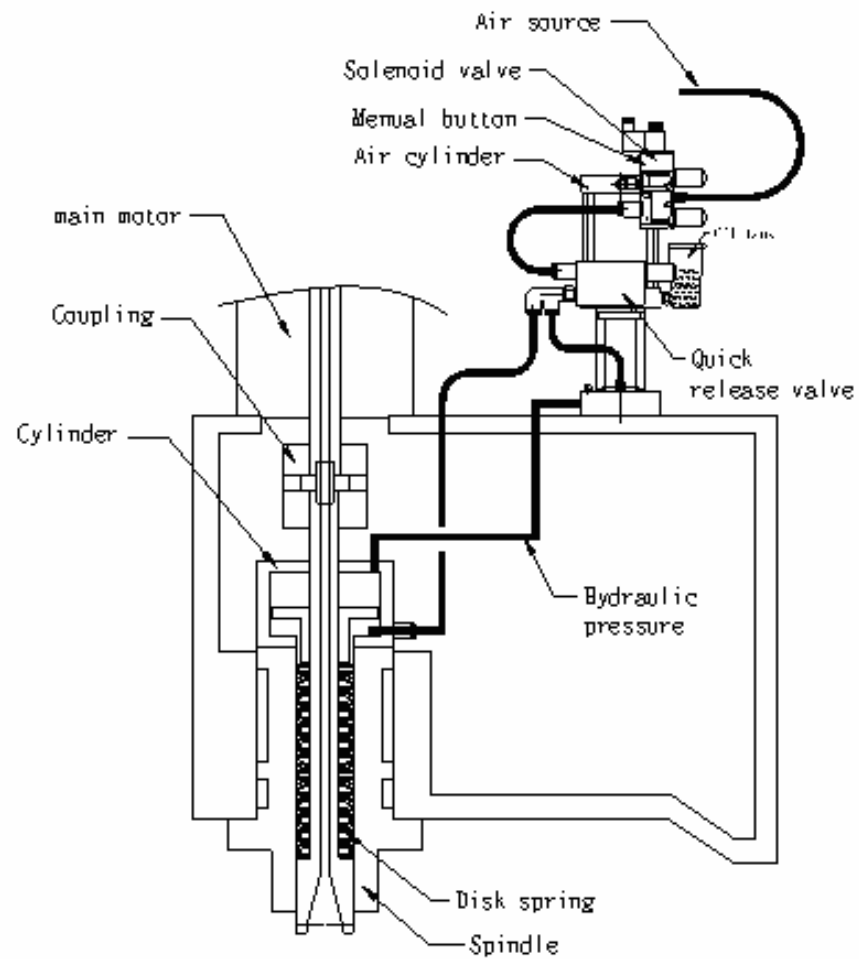 Air source
Solenoid valve
Memual button
Air cylinder
main motor
Coupling
Quick
release valve
Cylinder
Bydraulic
pressure
Disk spring
Spindle